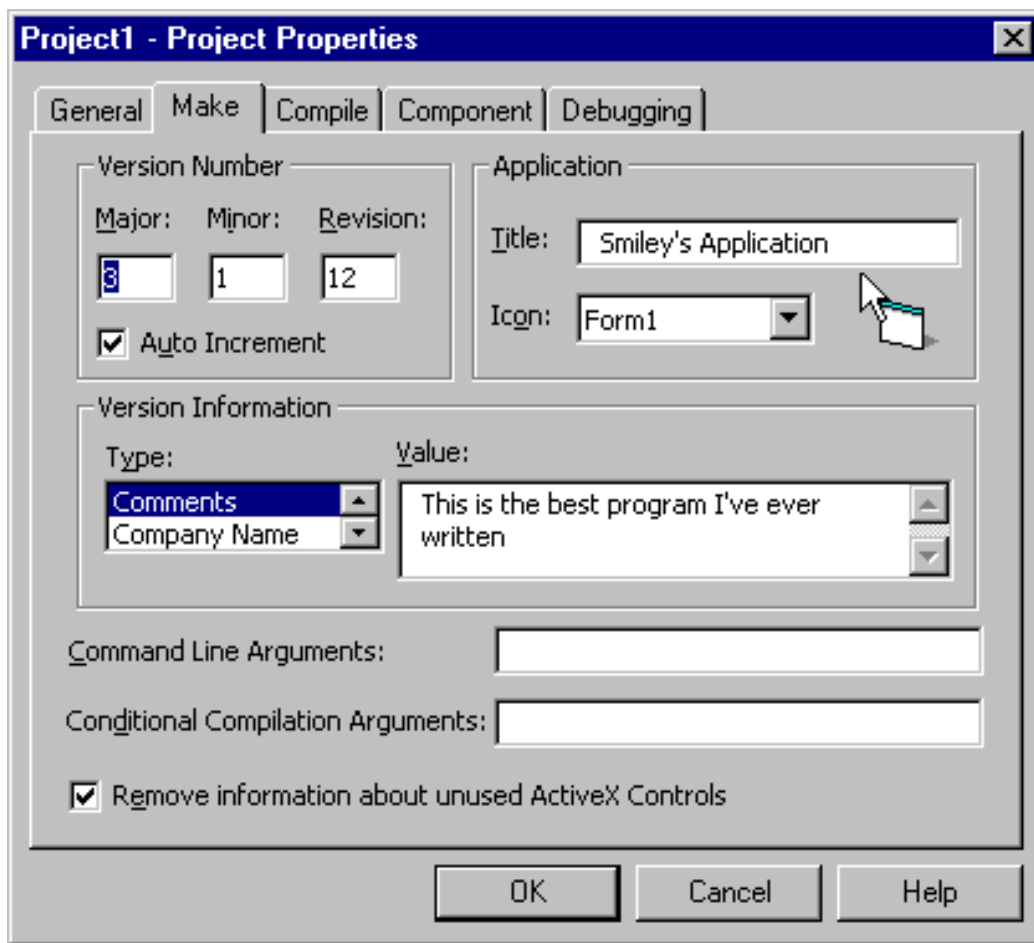 Project1 - Project Properties
General Make Compile Component Debugging
Version Number
Major: Minor: Revision:
3 1 12
Auto Increment
Application
Title: Smiley's Application
Icon: Form1
Version Information
Type:
Comments
Company Name
Value:
This is the best program I've ever
written
Command Line Arguments:
Conditional Compilation Arguments:
Remove information about unused ActiveX Controls
OK Cancel Help